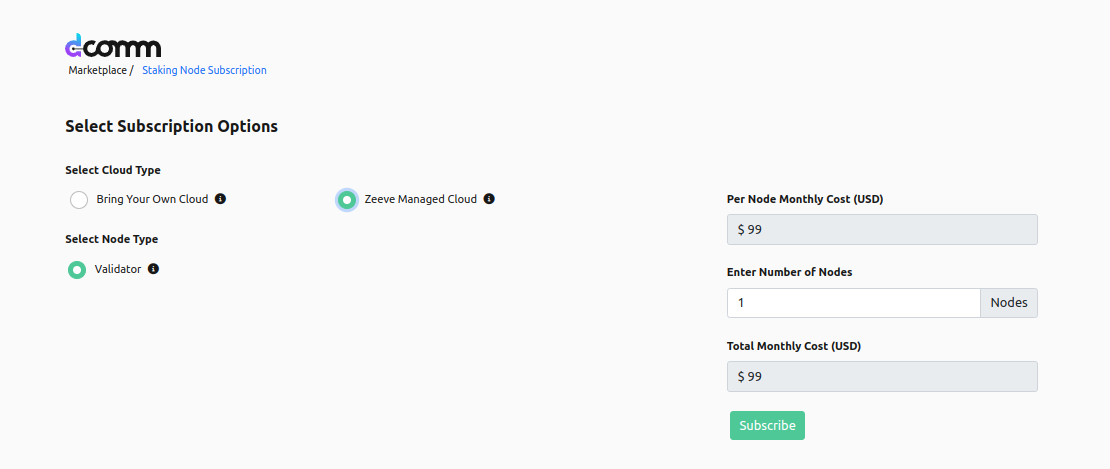 dcomm
Marketplace / Staking Node Subscription
Select Subscription Options
Select Cloud Type
Bring Your Own Cloud
Zeeve Managed Cloud
Select Node Type
Validator
Per Node Monthly Cost (USD)
$ 99
Enter Number of Nodes
1 Nodes
Total Monthly Cost (USD)
$ 99
Subscribe